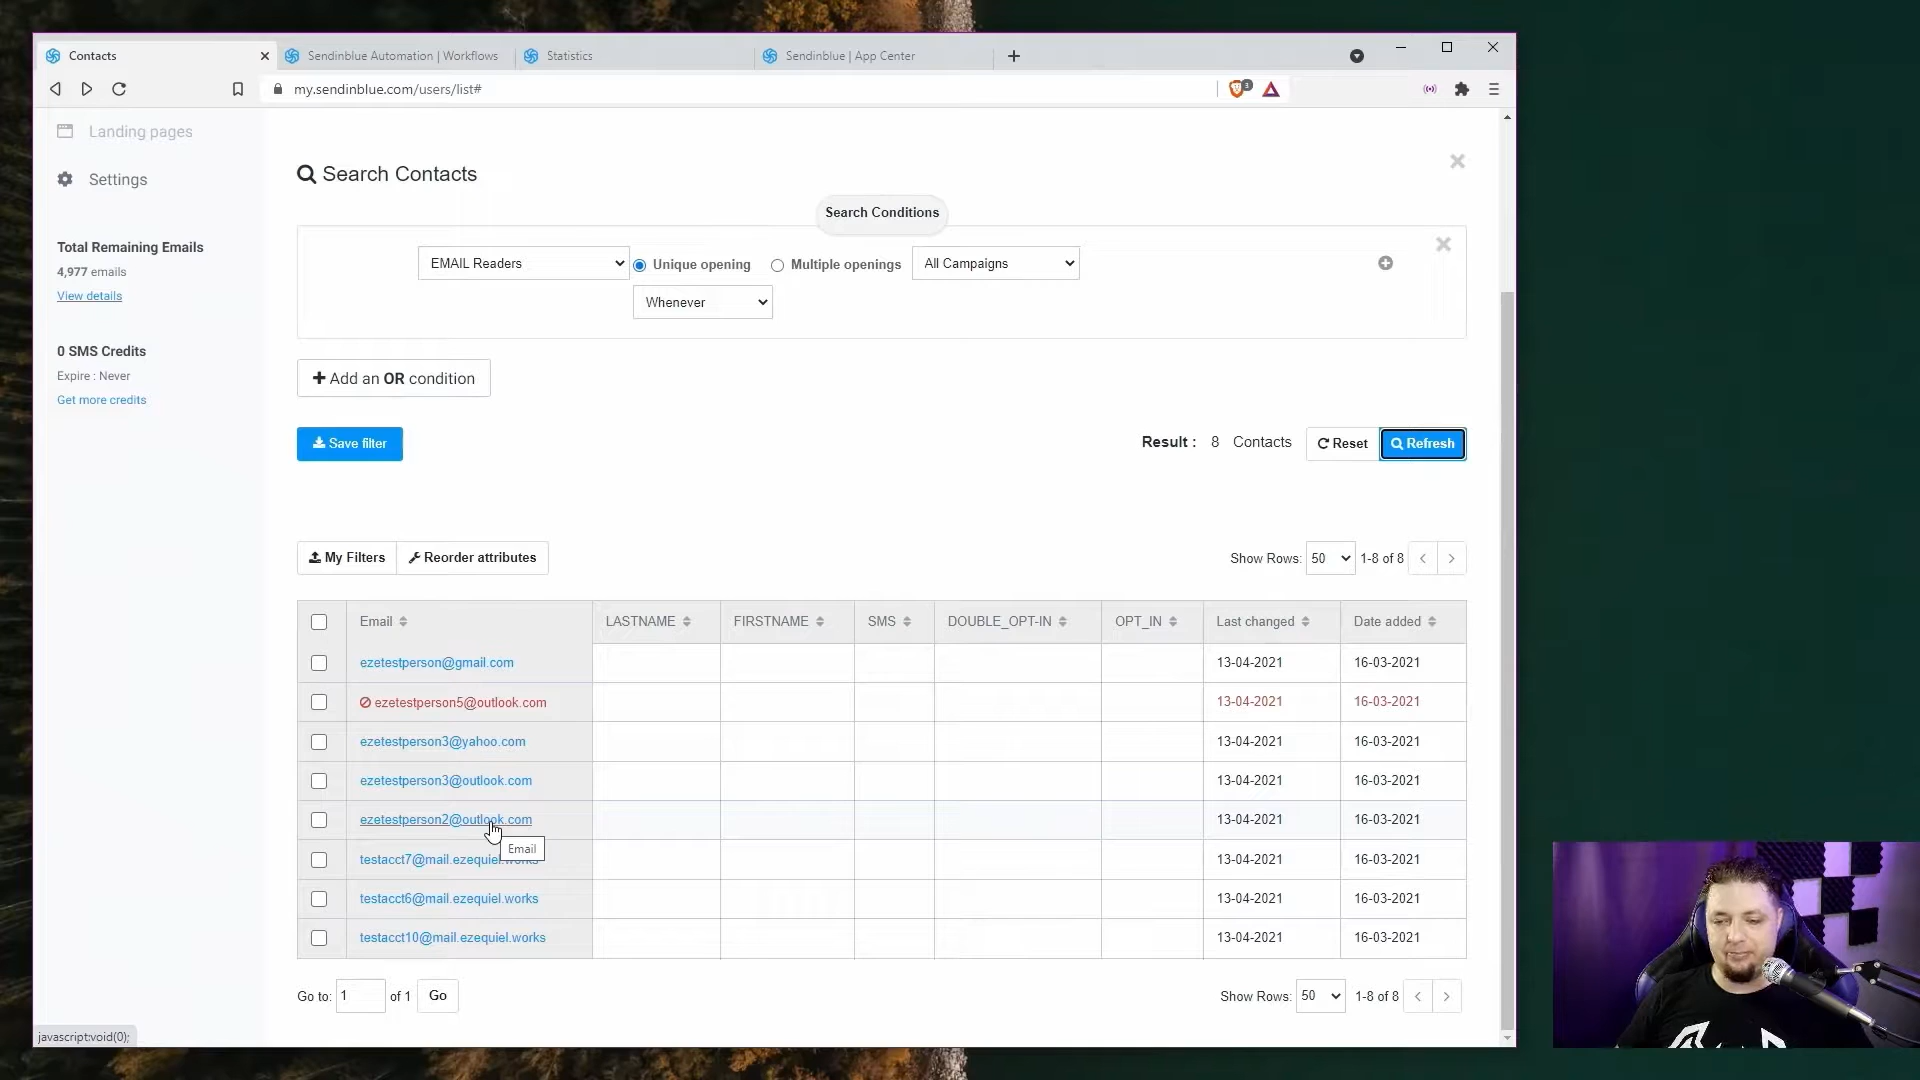 Contacts
Sendinblue Automation | Workflows
Statistics
Sendinblue | App Center
my.sendinblue.com/users/list#
3
Landing pages
Settings
Total Remaining Emails
4,977 emails
View details
0 SMS Credits
Expire : Never
Get more credits
Search Contacts
Search Conditions
EMAIL Readers
Unique opening
Multiple openings
All Campaigns
Whenever
Add an OR condition
Save filter
Result : 8 Contacts
Reset
Refresh
My Filters
Reorder attributes
Show Rows: 50 1-8 of 8
Email LASTNAME FIRSTNAME SMS DOUBLE_OPT-IN OPT_IN Last changed Date added
ezetestperson@gmail.com 13-04-2021 16-03-2021
ezetestperson5@outlook.com 13-04-2021 16-03-2021
ezetestperson3@yahoo.com 13-04-2021 16-03-2021
ezetestperson3@outlook.com 13-04-2021 16-03-2021
ezetestperson2@outlook.com 13-04-2021 16-03-2021
Email
testacct7@mail.ezequiel.works 13-04-2021 16-03-2021
testacct6@mail.ezequiel.works 13-04-2021 16-03-2021
testacct10@mail.ezequiel.works 13-04-2021 16-03-2021
Go to: 1 of 1 Go
Show Rows: 50 1-8 of 8
javascript:void(0);